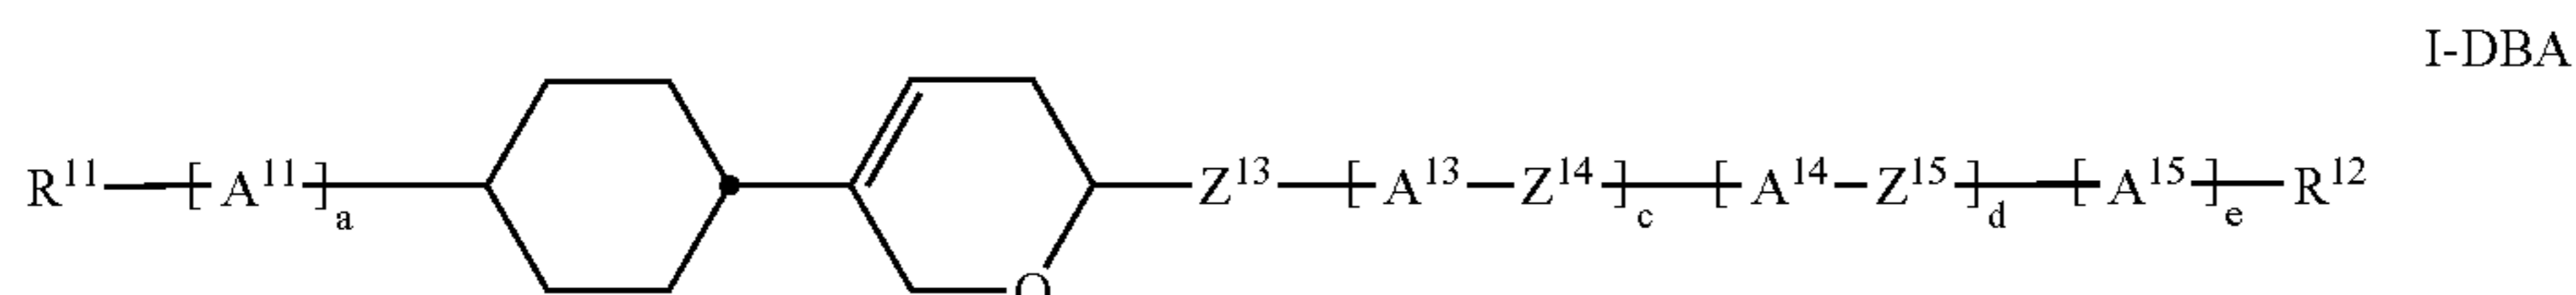 I-DBA
R¹¹—[A¹¹]ₐ Z¹³—[A¹³—Z¹⁴]c—[A¹⁴—Z¹⁵]d—[A¹⁵]ₑ—R¹²
O